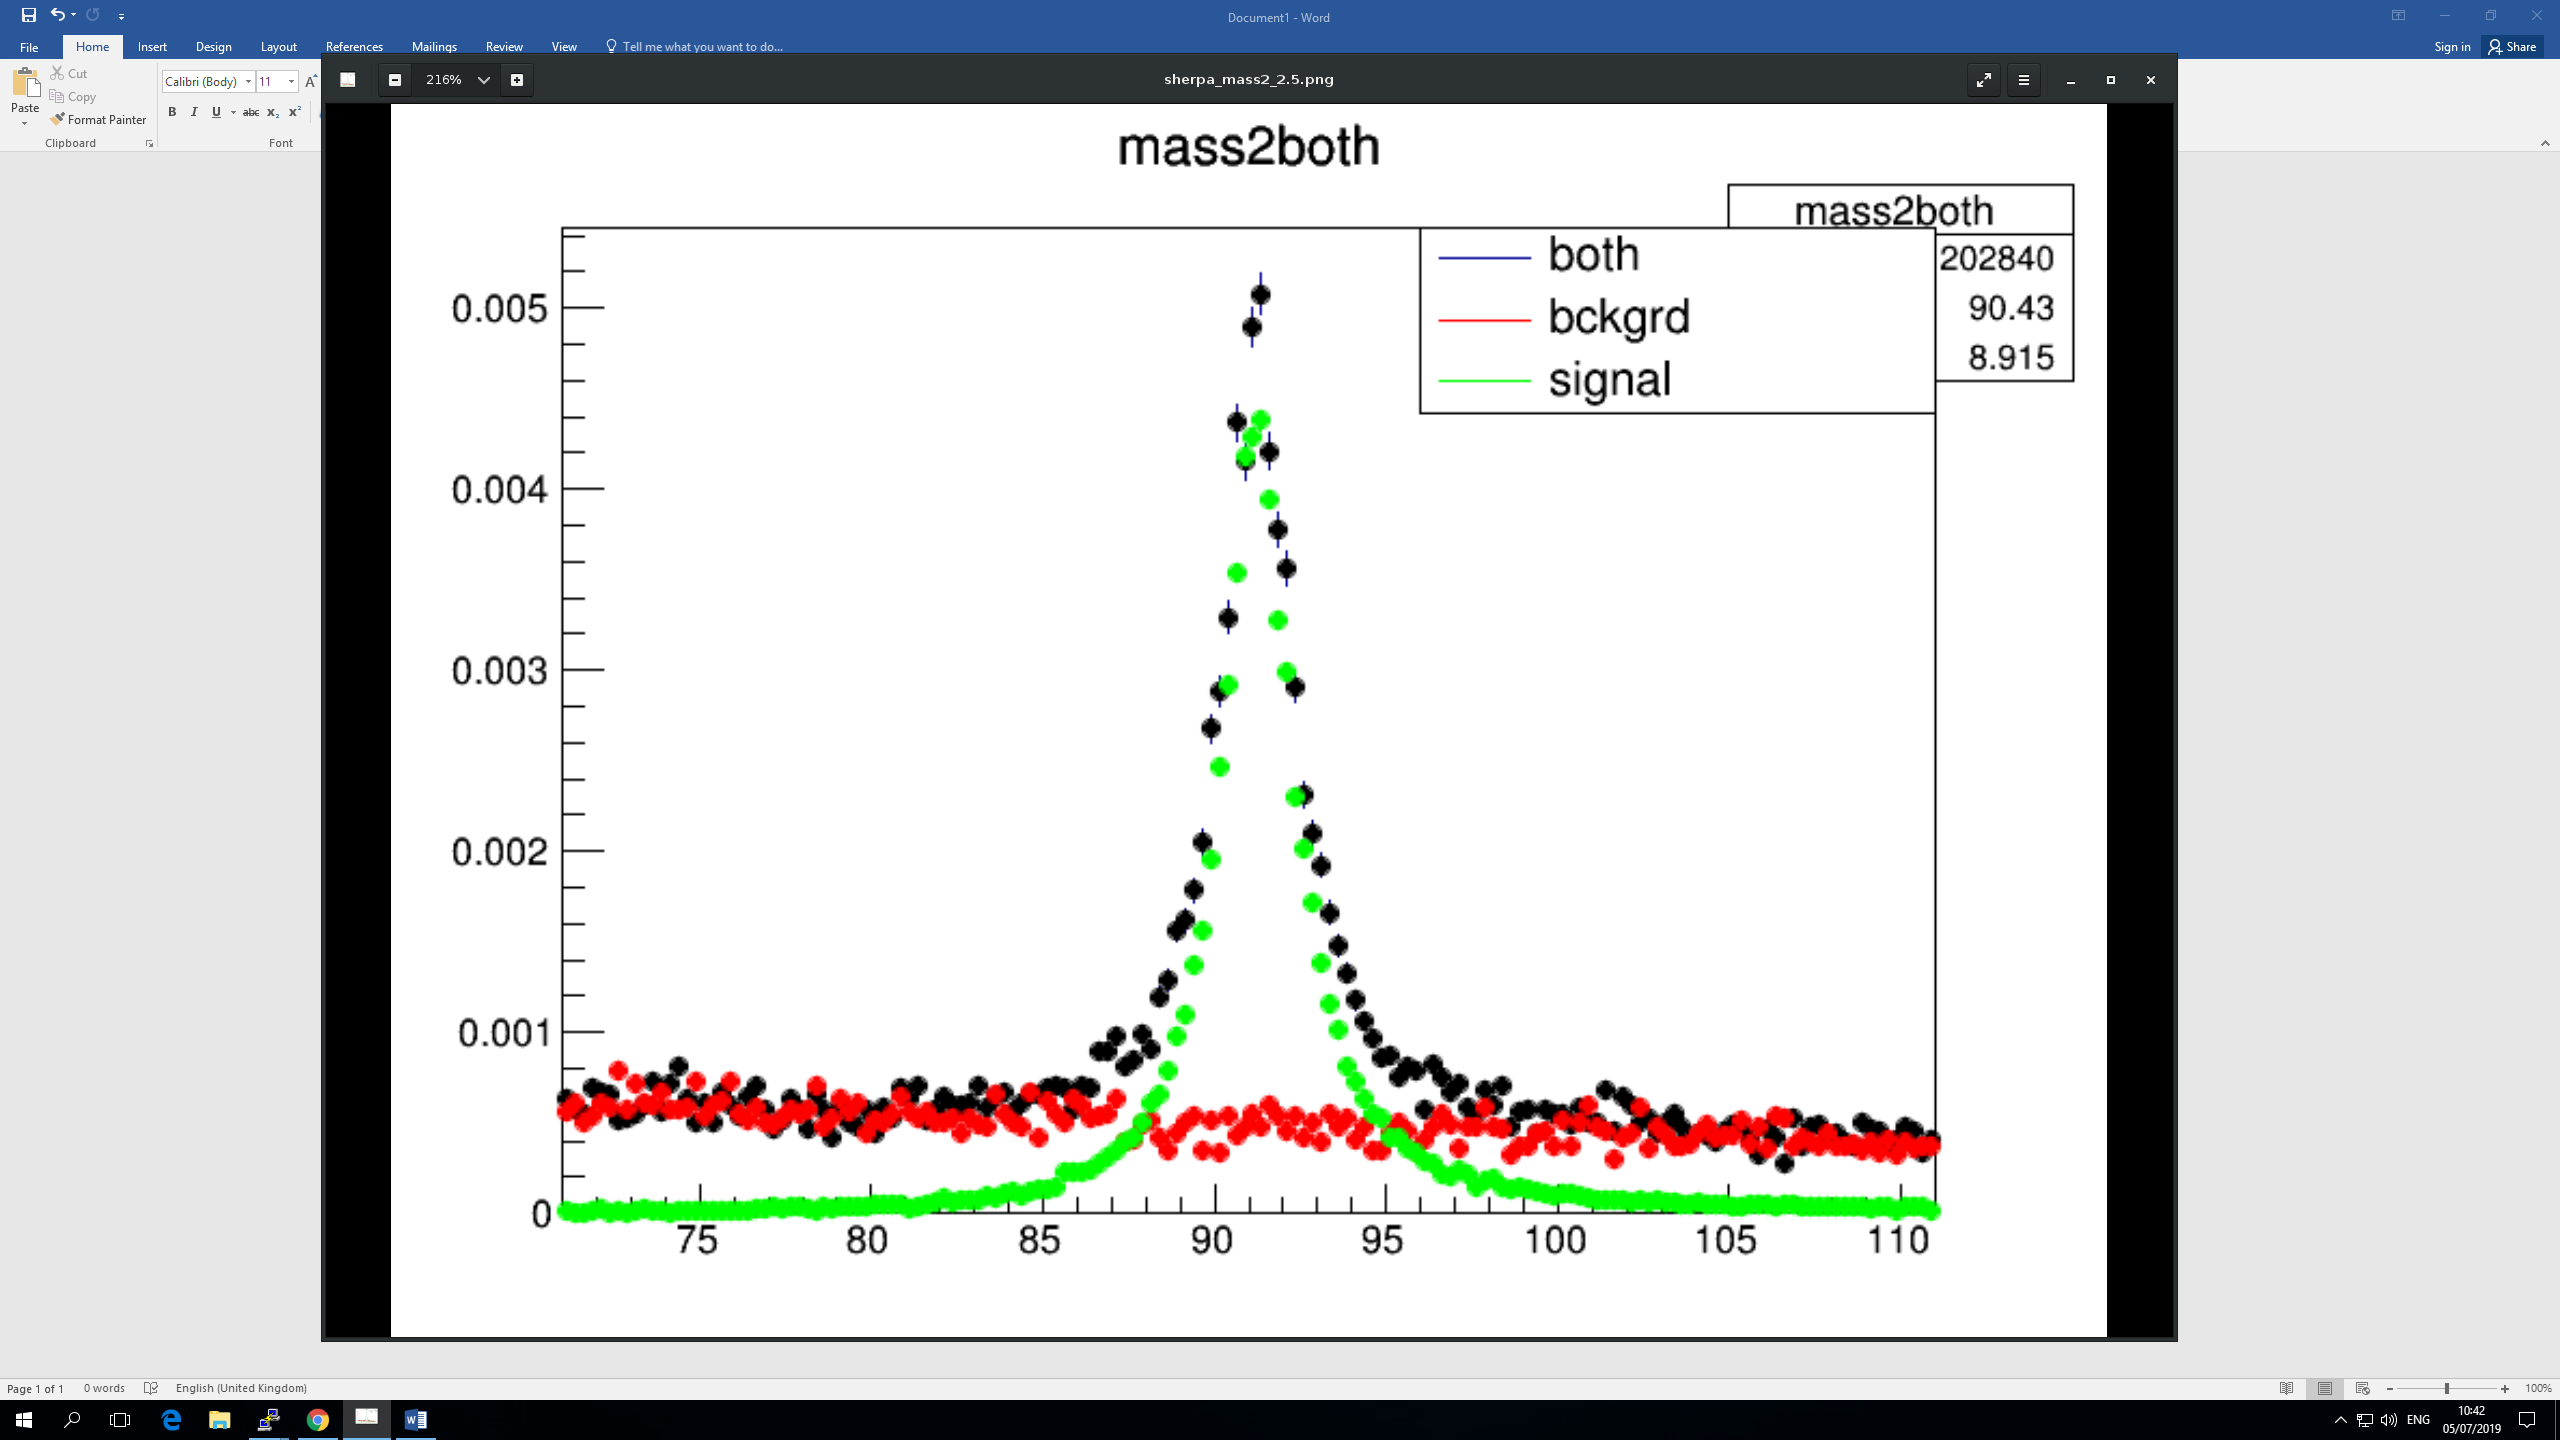 Document1 - Word
File Home Insert Design Layout References Mailings Review View Tell me what you want to do... Sign in Share
Paste
Cut
Copy
Format Painter
Calibri (Body) 11 A
B I U abc X₂ X²
Clipboard Font
216% sherpa_mass2_2.5.png
mass2both
mass2both
202840
90.43
8.915
both
bckgrd
signal
0.005
0.004
0.003
0.002
0.001
0
75 80 85 90 95 100 105 110
Page 1 of 1 0 words English (United Kingdom) 100%
ENG
10:42
05/07/2019